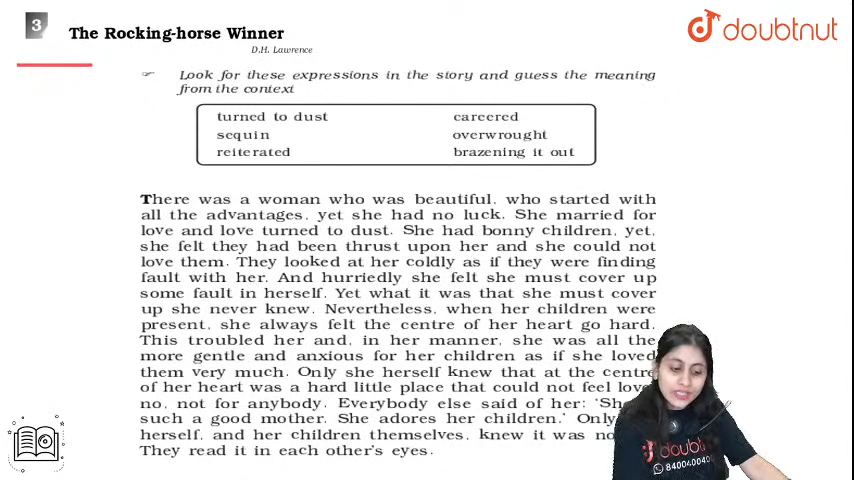 3
The Rocking-horse Winner
D.H. Lawrence
doubtnut
Look for these expressions in the story and guess the meaning
from the context
turned to dust careered
sequin overwrought
reiterated brazening it out
There was a woman who was beautiful, who started with
all the advantages, yet she had no luck. She married for
love and love turned to dust. She had bonny children, yet,
she felt they had been thrust upon her and she could not
love them. They looked at her coldly as if they were finding
fault with her. And hurriedly she felt she must cover up
some fault in herself. Yet what it was that she must cover
up she never knew. Nevertheless, when her children were
present, she always felt the centre of her heart go hard.
This troubled her and, in her manner, she was all the
more gentle and anxious for her children as if she loved
them very much. Only she herself knew that at the centre
of her heart was a hard little place that could not feel love,
no, not for anybody. Everybody else said of her: ‘She
such a good mother. She adores her children.’ Only
herself, and her children themselves, knew it was no
They read it in each other’s eyes.
doubtnut
8400400400